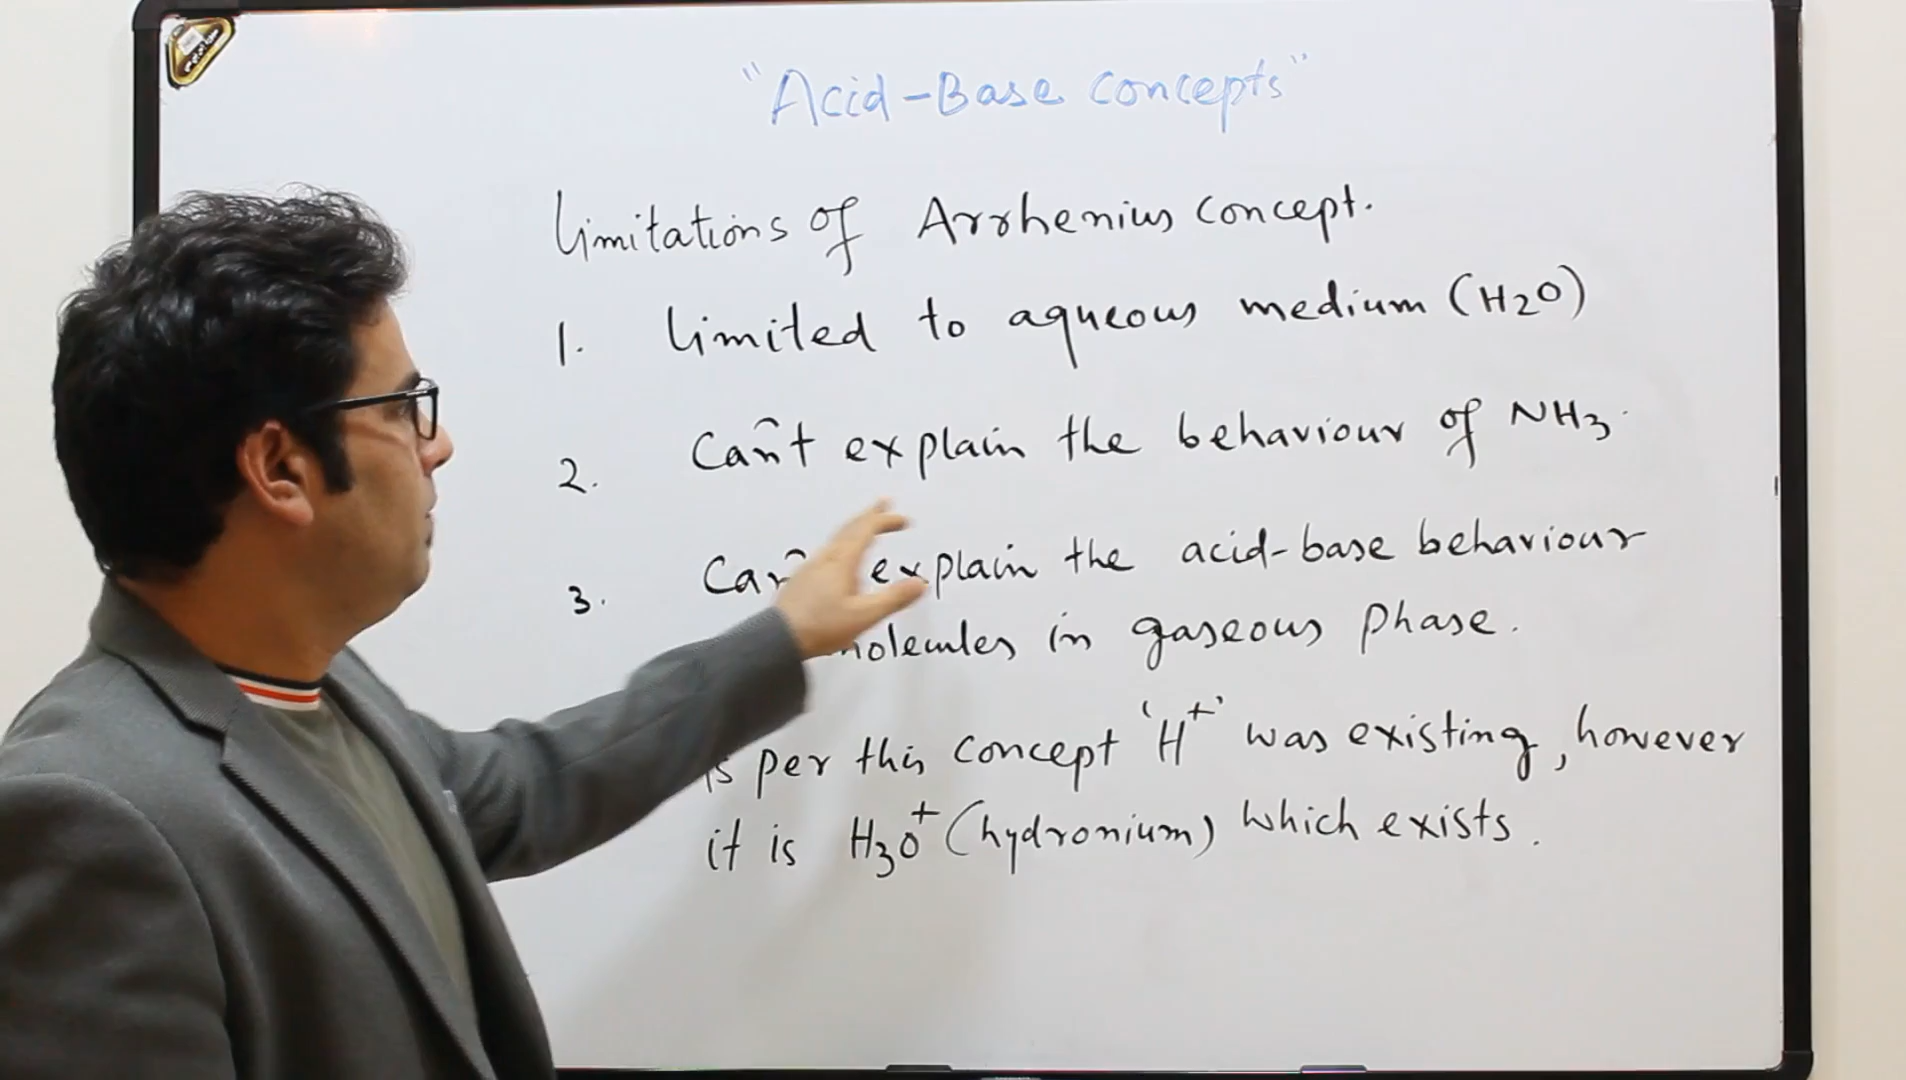 "Acid-Base concepts"
Limitations of Arrhenius concept.
1. Limited to aqueous medium (H2O)
2. Can't explain the behaviour of NH3.
3. explain the acid-base behaviour
molecules in gaseous phase.
per this concept 'H+' was existing, however
it is H3O+ (hydronium) which exists.